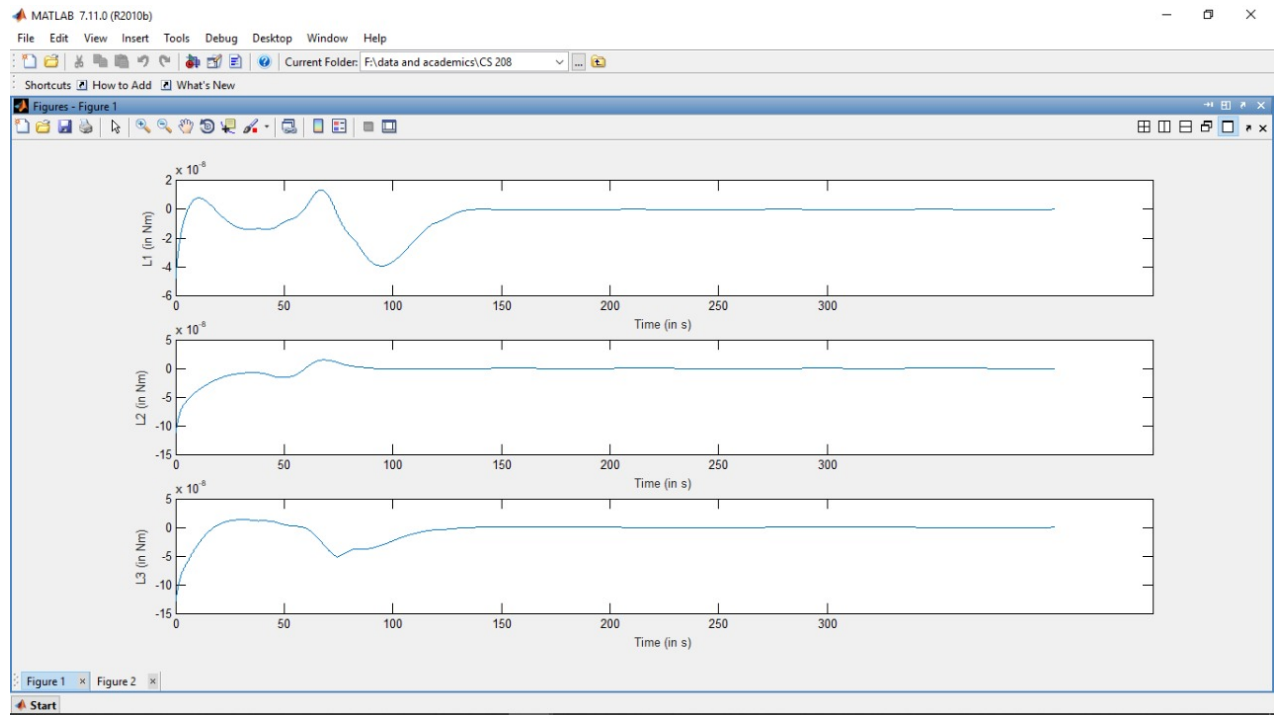 MATLAB 7.11.0 (R2010b)
File Edit View Insert Tools Debug Desktop Window Help
Current Folder: F:\data and academics\CS 208
Shortcuts How to Add What's New
Figures - Figure 1
x 10^-8
2
0
-2
-4
-6
L1 (in Nm)
0 50 100 150 200 250 300
Time (in s)
x 10^-8
5
0
-5
-10
-15
L2 (in Nm)
0 50 100 150 200 250 300
Time (in s)
x 10^-8
5
0
-5
-10
-15
L3 (in Nm)
0 50 100 150 200 250 300
Time (in s)
Figure 1 Figure 2
Start